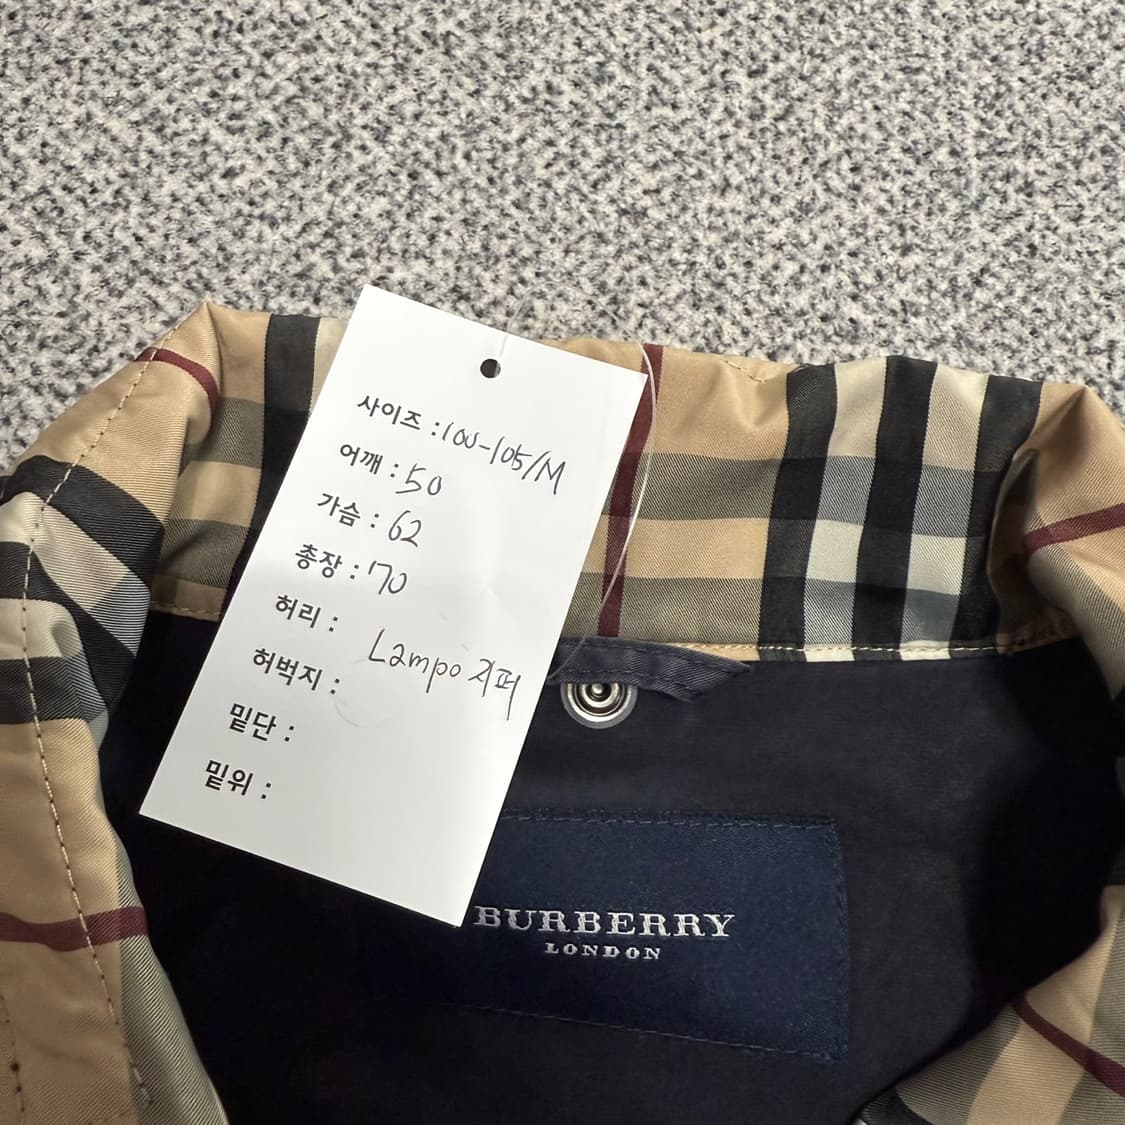 사이즈 : 100-105/M
어깨 : 50
가슴 : 62
총장 : 70
허리 :
Lampo 지퍼
허벅지 :
밑단 :
밑위 :
BURBERRY
LONDON